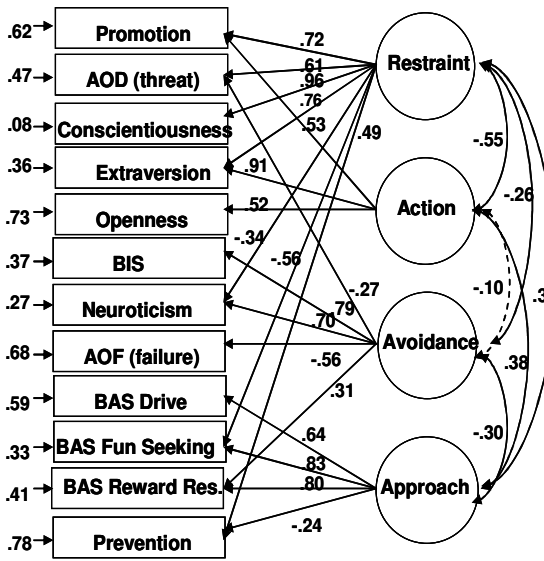 .62 Promotion .72 Restraint
.47 AOD (threat) .61
.96
.08 Conscientiousness .76
.53 .49 -.55
.36 Extraversion .91
-.26
.73 Openness .52 Action
-.34
.37 BIS -.56
.27 Neuroticism -.27 -.10 .3
.79
.70
.68 AOF (failure) Avoidance
-.56 .38
.59 BAS Drive .31
.64 -.30
.33 BAS Fun Seeking
.83
.41 BAS Reward Res. .80 Approach
-.24
.78 Prevention